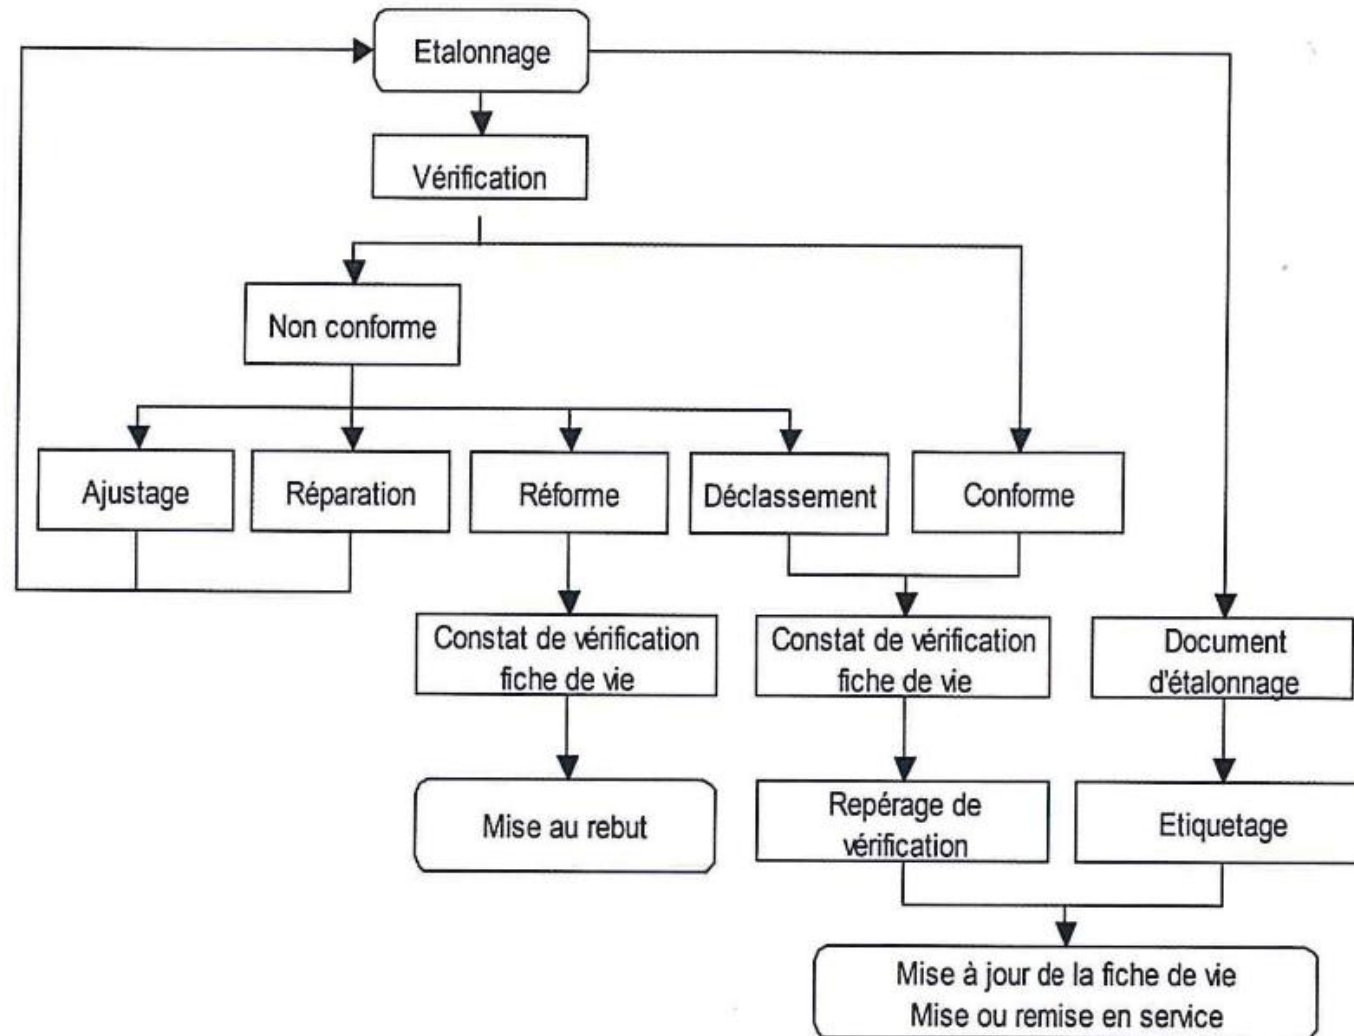 Etalonnage
Vérification
Non conforme
Ajustage
Réparation
Réforme
Déclassement
Conforme
Constat de vérification
fiche de vie
Constat de vérification
fiche de vie
Document
d'étalonnage
Mise au rebut
Repérage de
vérification
Etiquetage
Mise à jour de la fiche de vie
Mise ou remise en service